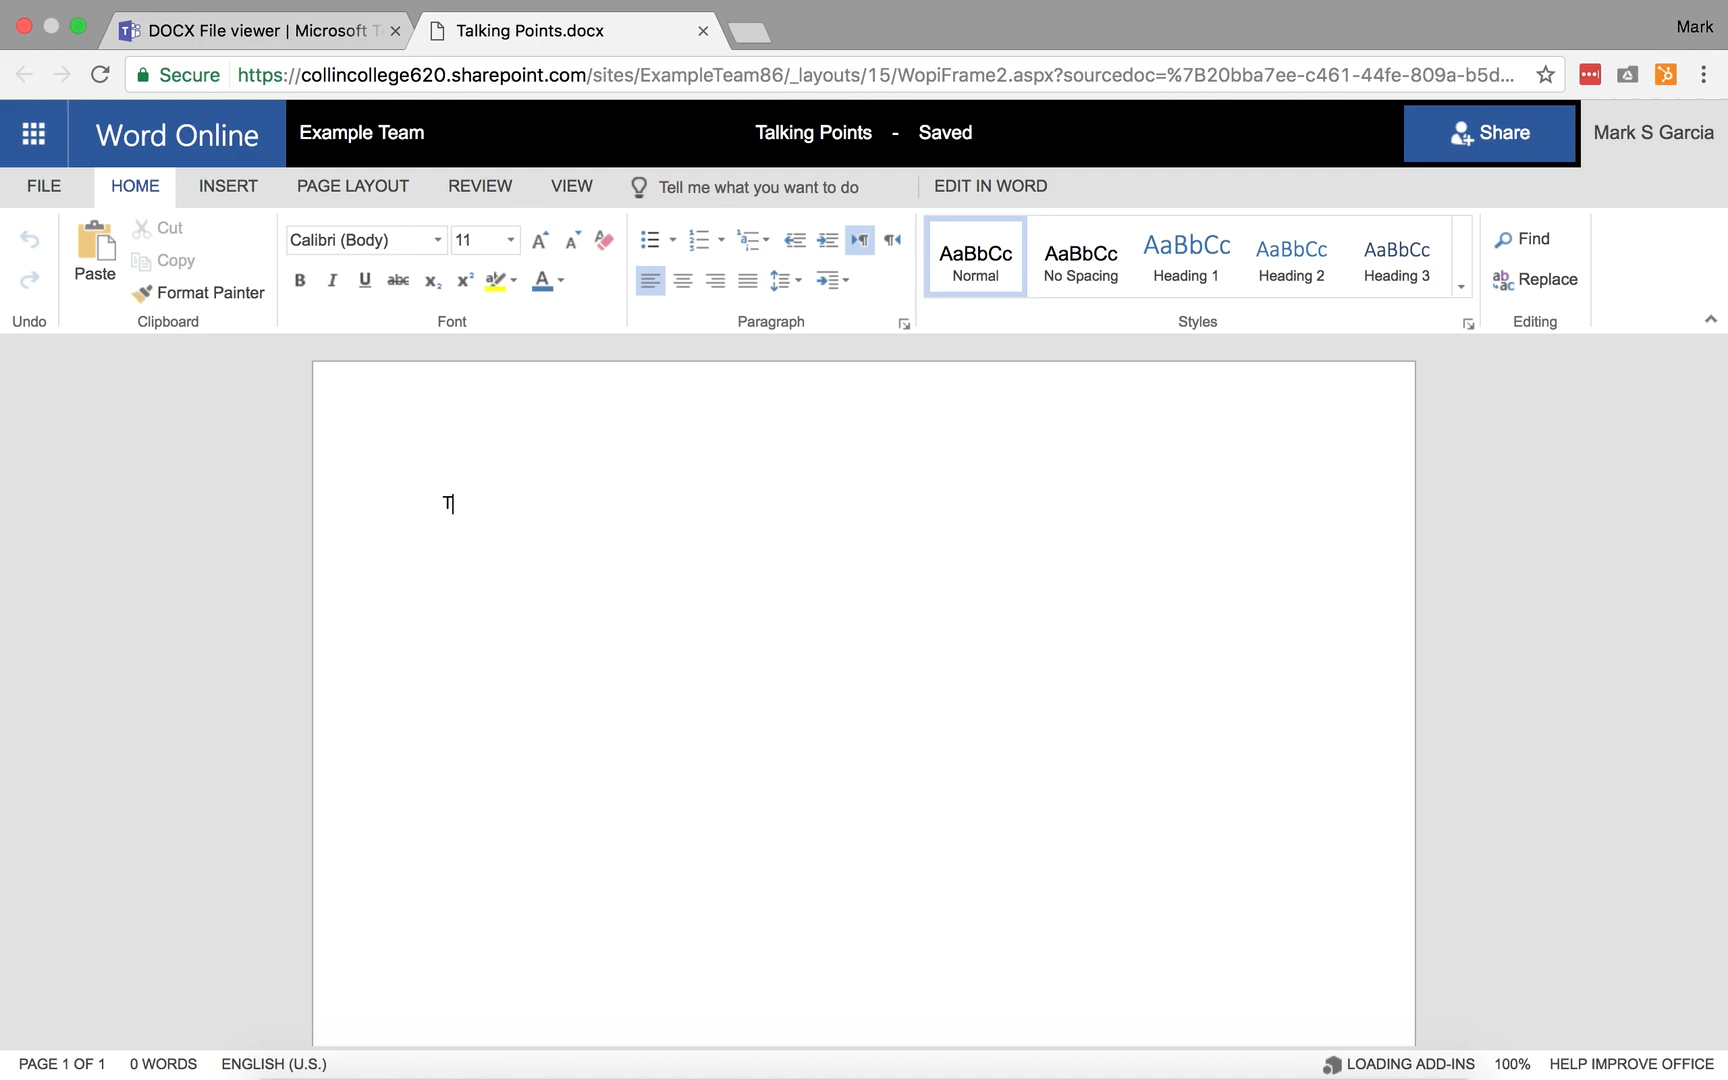 DOCX File viewer | Microsoft T
Talking Points.docx
Mark
Secure https://collincollege620.sharepoint.com/sites/ExampleTeam86/_layouts/15/WopiFrame2.aspx?sourcedoc=%7B20bba7ee-c461-44fe-809a-b5d...
Word Online
Example Team
Talking Points - Saved
Share
Mark S Garcia
FILE HOME INSERT PAGE LAYOUT REVIEW VIEW Tell me what you want to do EDIT IN WORD
Paste
Cut
Copy
Format Painter
Calibri (Body) 11
B I U abc
AaBbCc AaBbCc AaBbCc AaBbCc AaBbCc
Normal No Spacing Heading 1 Heading 2 Heading 3
Find
Replace
Undo Clipboard Font Paragraph Styles Editing
T
PAGE 1 OF 1 0 WORDS ENGLISH (U.S.) LOADING ADD-INS 100% HELP IMPROVE OFFICE